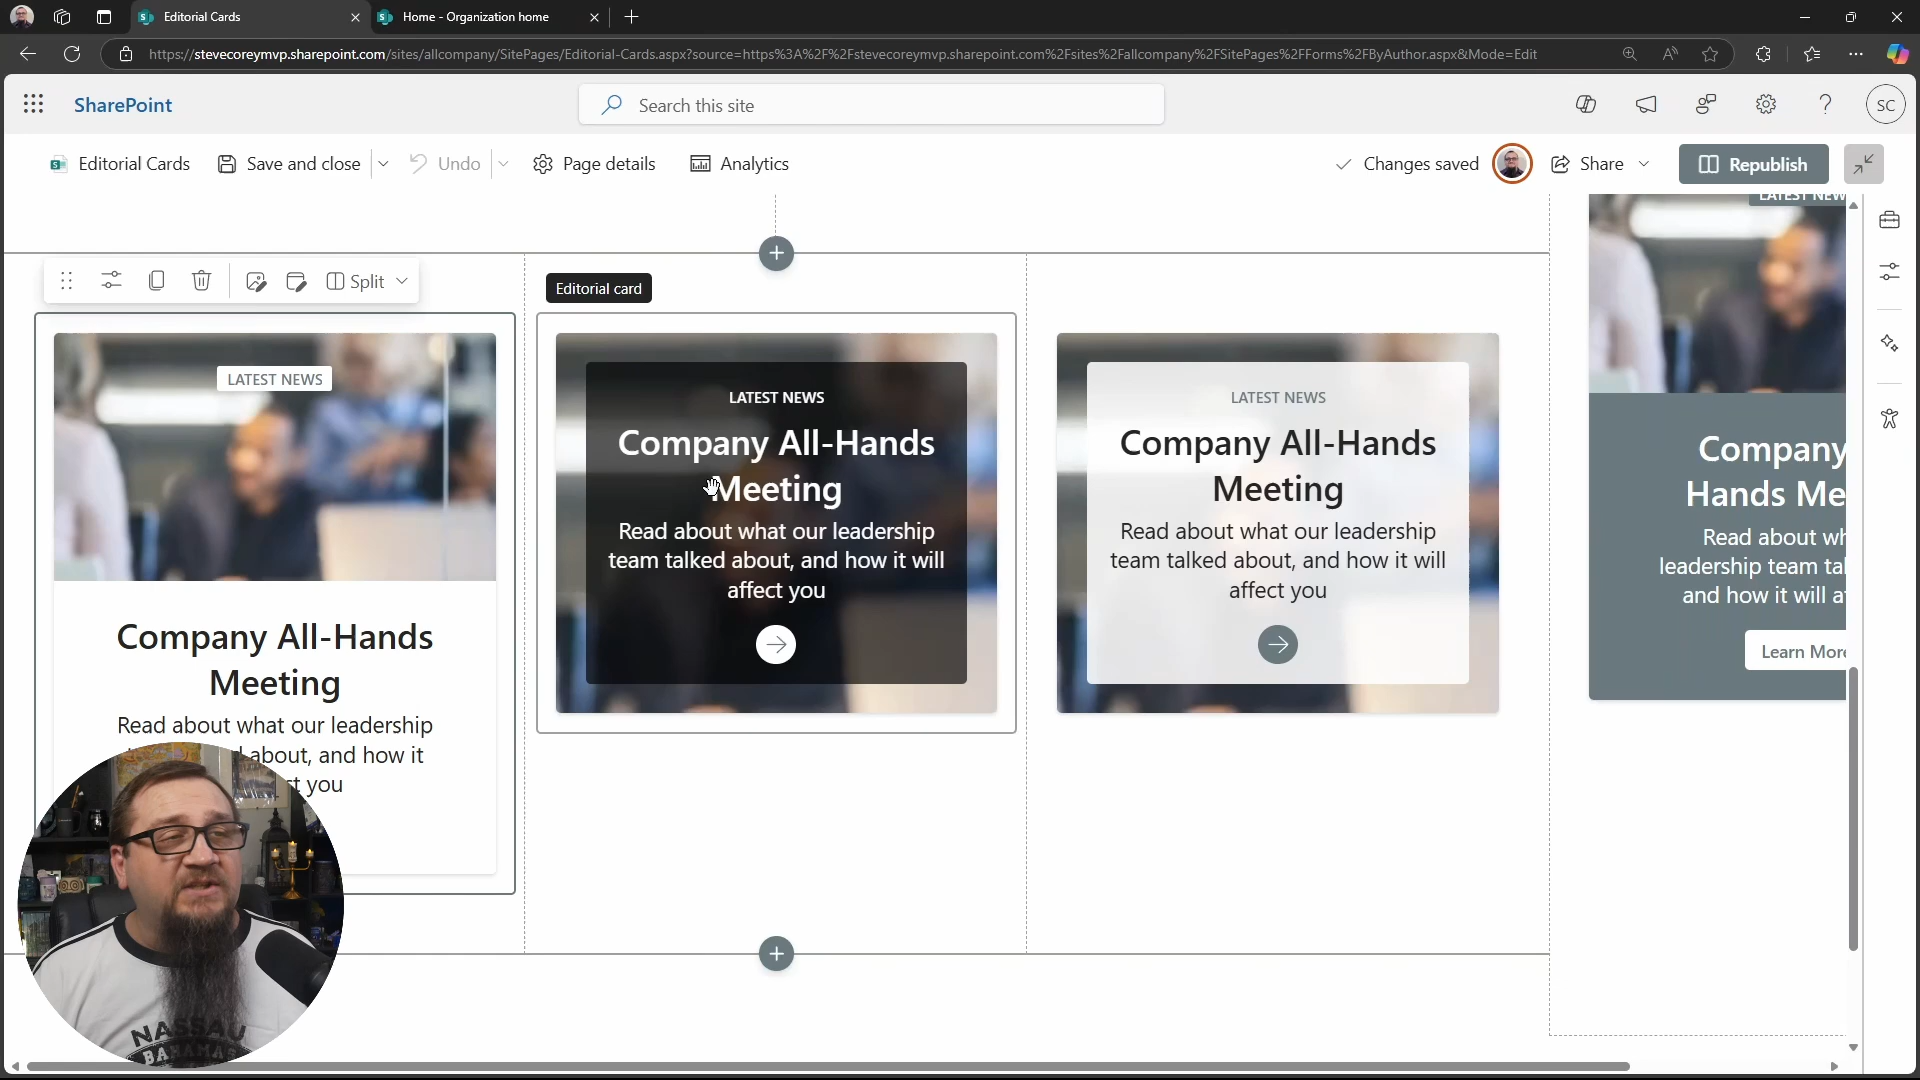 Editorial Cards
Home - Organization home
https://stevecoreymvp.sharepoint.com/sites/allcompany/SitePages/Editorial-Cards.aspx?source=https%3A%2F%2Fstevecoreymvp.sharepoint.com%2Fsites%2Fallcompany%2FSitePages%2FForms%2FByAuthor.aspx&Mode=Edit
SharePoint
Search this site
SC
Editorial Cards
Save and close
Undo
Page details
Analytics
Changes saved
Share
Republish
Split
Editorial card
LATEST NEWS
Company All-Hands
Meeting
Read about what our leadership
about, and how it
you
LATEST NEWS
Company All-Hands
Meeting
Read about what our leadership
team talked about, and how it will
affect you
LATEST NEWS
Company All-Hands
Meeting
Read about what our leadership
team talked about, and how it will
affect you
LATEST NEW
Company
Hands Me
Read about wh
leadership team tal
and how it will a
Learn More
NASSAU
BAHAMAS